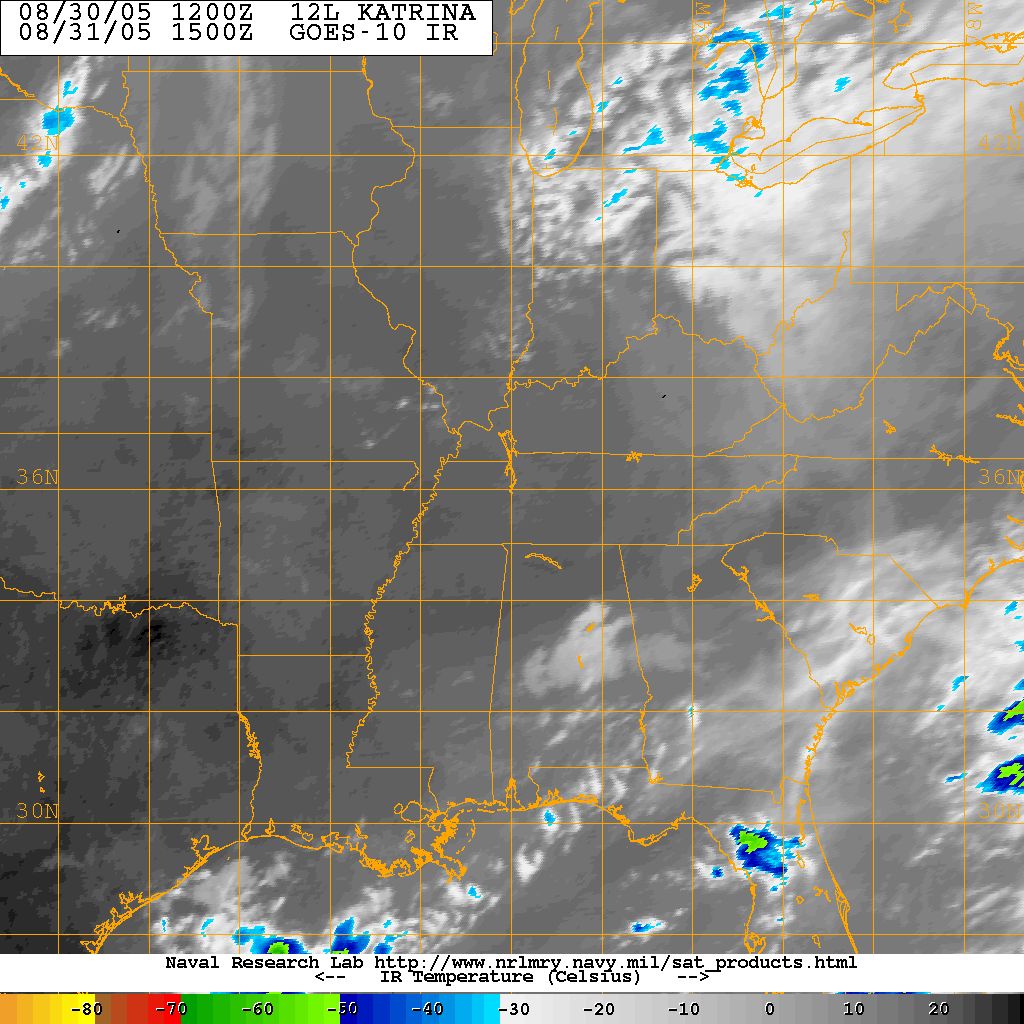 08/30/05 1200Z 12L KATRINA
08/31/05 1500Z GOES-10 IR
42N 42N
36N 36N
30N 30N
Naval Research Lab http://www.nrlmry.navy.mil/sat_products.html
<-- IR Temperature (Celsius) -->
-80 -70 -60 -50 -40 -30 -20 -10 0 10 20